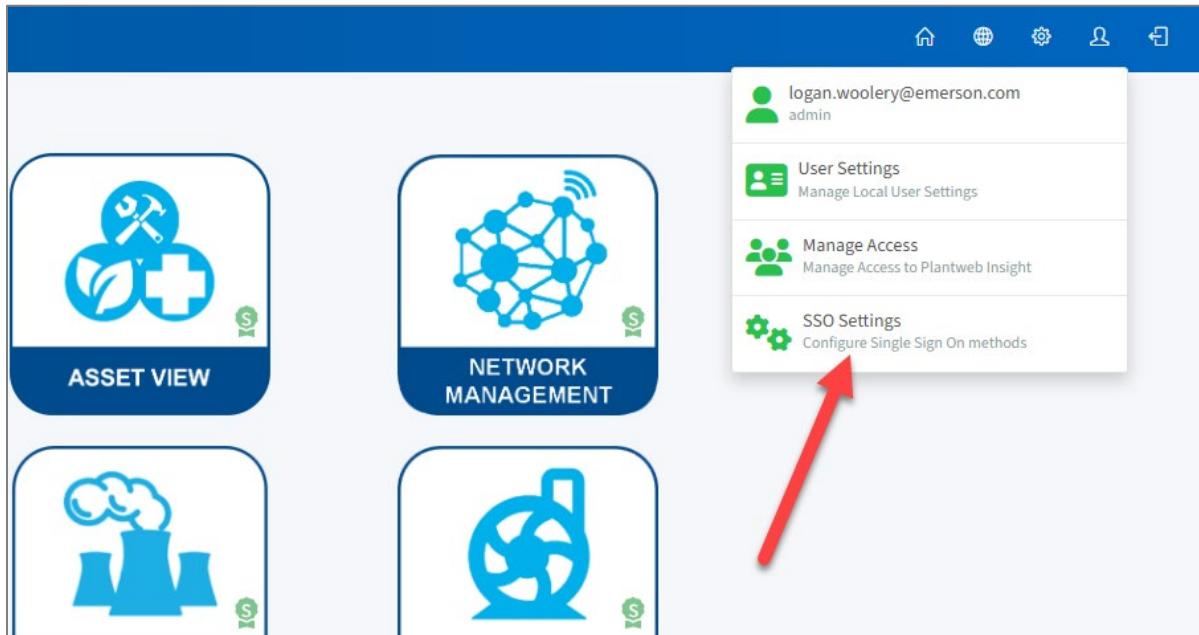 logan.woolery@emerson.com
admin
User Settings
Manage Local User Settings
Manage Access
Manage Access to Plantweb Insight
SSO Settings
Configure Single Sign On methods
S
S
ASSET VIEW
NETWORK
MANAGEMENT
S
S